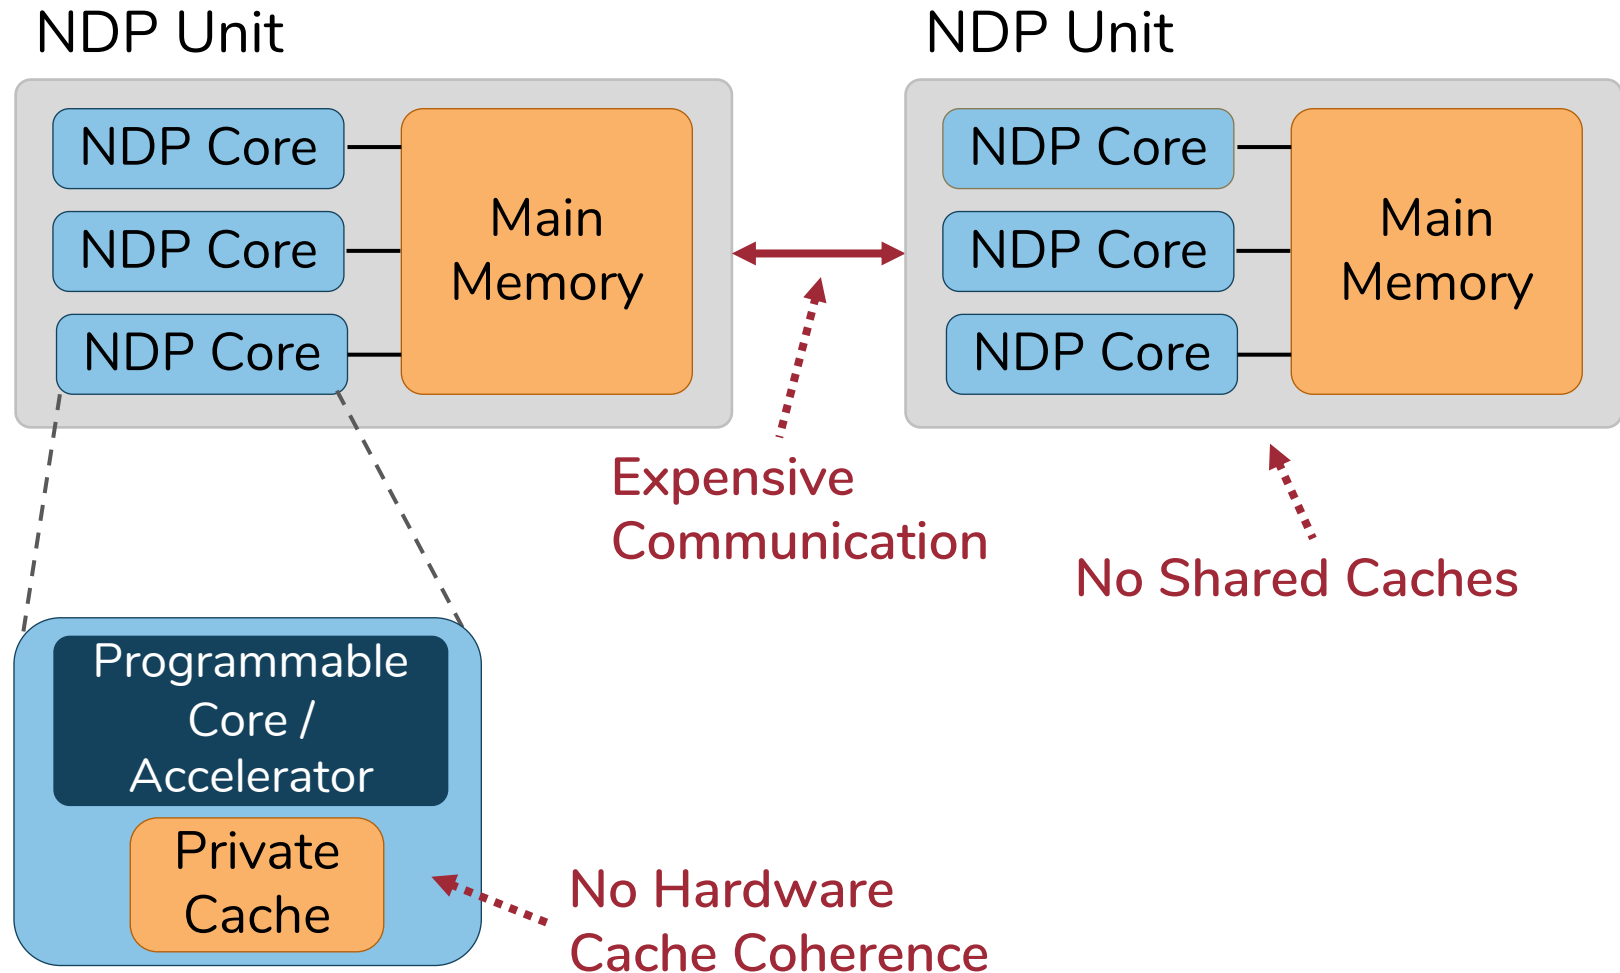 NDP Unit
NDP Core
NDP Core
NDP Core
Main
Memory
NDP Unit
NDP Core
NDP Core
NDP Core
Main
Memory
Expensive
Communication
No Shared Caches
Programmable
Core /
Accelerator
Private
Cache
No Hardware
Cache Coherence